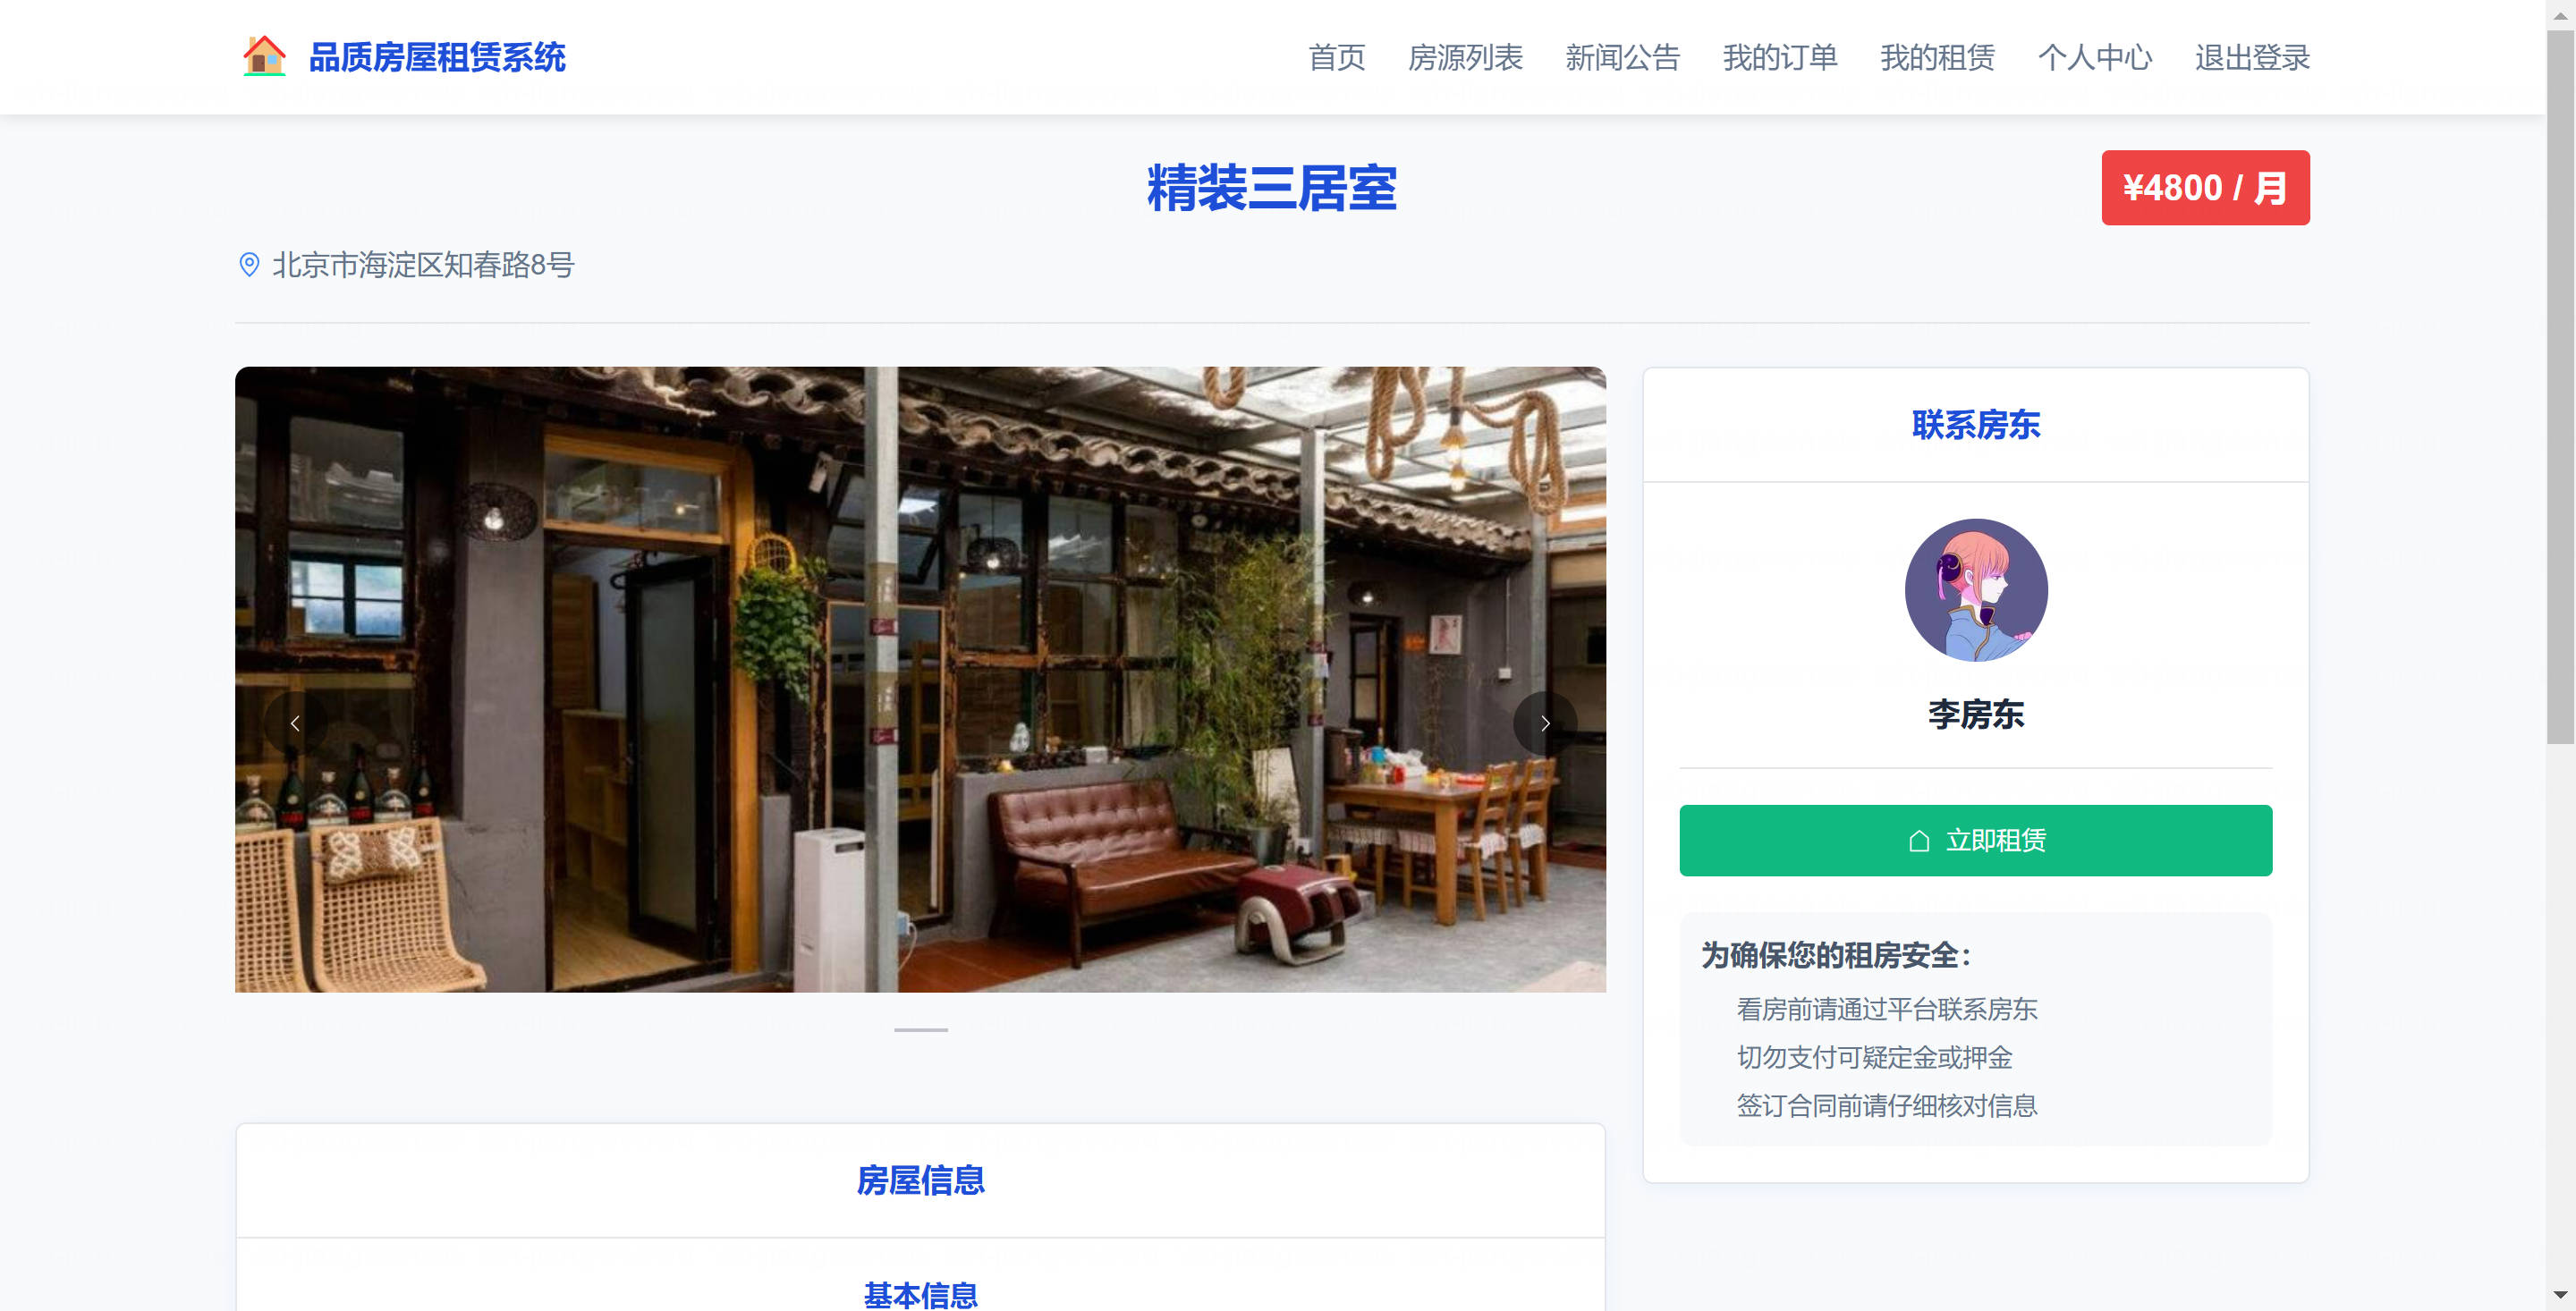 品质房屋租赁系统
首页 房源列表 新闻公告 我的订单 我的租赁 个人中心 退出登录
精装三居室
¥4800 / 月
北京市海淀区知春路8号
联系房东
李房东
立即租赁
为确保您的租房安全：
看房前请通过平台联系房东
切勿支付可疑定金或押金
签订合同前请仔细核对信息
房屋信息
基本信息